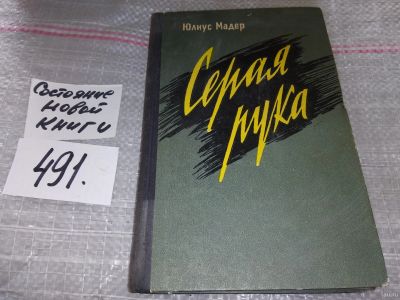 Состояние
новой
книги
491.
Юлиус Мадер
Серая
рука